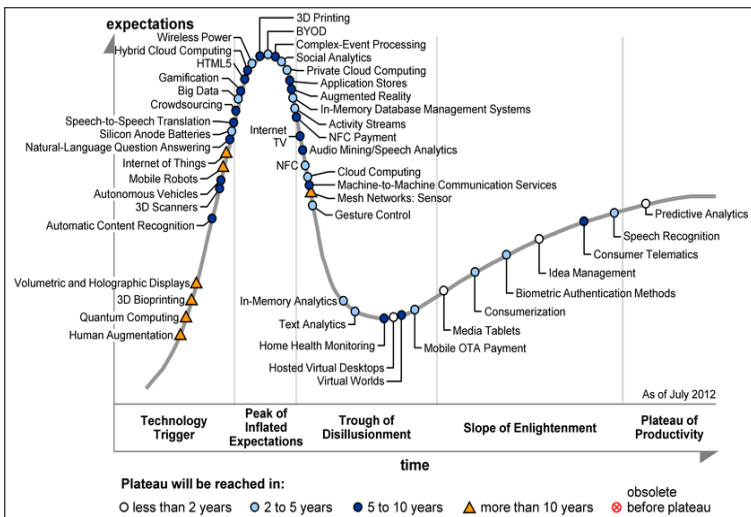 expectations
3D Printing
BYOD
Wireless Power
Complex-Event Processing
Hybrid Cloud Computing
Social Analytics
HTML5
Private Cloud Computing
Gamification
Application Stores
Big Data
Augmented Reality
Crowdsourcing
In-Memory Database Management Systems
Speech-to-Speech Translation
Activity Streams
Silicon Anode Batteries
NFC Payment
Natural-Language Question Answering
Internet
TV
Audio Mining/Speech Analytics
Internet of Things
NFC
Mobile Robots
Cloud Computing
Autonomous Vehicles
Machine-to-Machine Communication Services
3D Scanners
Mesh Networks: Sensor
Automatic Content Recognition
Gesture Control
Predictive Analytics
Speech Recognition
Consumer Telematics
Idea Management
Volumetric and Holographic Displays
Biometric Authentication Methods
3D Bioprinting
In-Memory Analytics
Consumerization
Quantum Computing
Text Analytics
Media Tablets
Human Augmentation
Home Health Monitoring
Mobile OTA Payment
Hosted Virtual Desktops
Virtual Worlds
As of July 2012
Technology
Trigger
Peak of
Inflated
Expectations
Trough of
Disillusionment
Slope of Enlightenment
Plateau of
Productivity
time
Plateau will be reached in:
less than 2 years
2 to 5 years
5 to 10 years
more than 10 years
obsolete
before plateau